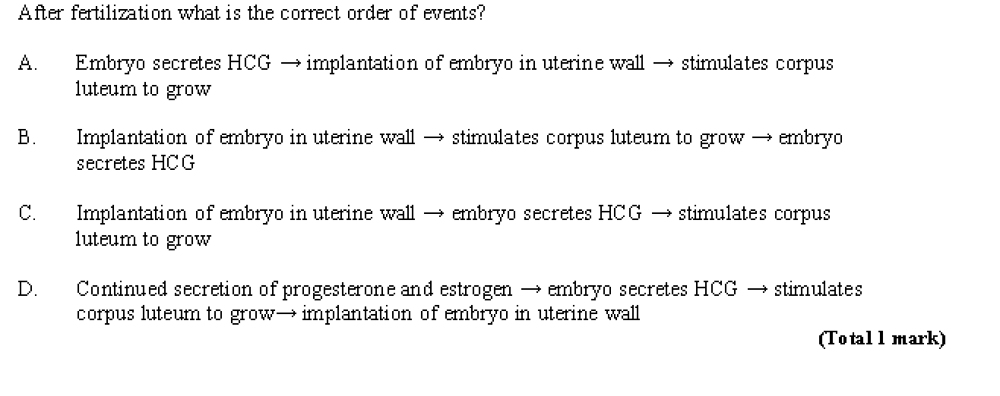 After fertilization what is the correct order of events?
A. Embryo secretes HCG → implantation of embryo in uterine wall → stimulates corpus
luteum to grow
B. Implantation of embryo in uterine wall → stimulates corpus luteum to grow → embryo
secretes HCG
C. Implantation of embryo in uterine wall → embryo secretes HCG → stimulates corpus
luteum to grow
D. Continued secretion of progesterone and estrogen → embryo secretes HCG → stimulates
corpus luteum to grow→ implantation of embryo in uterine wall
(Total 1 mark)